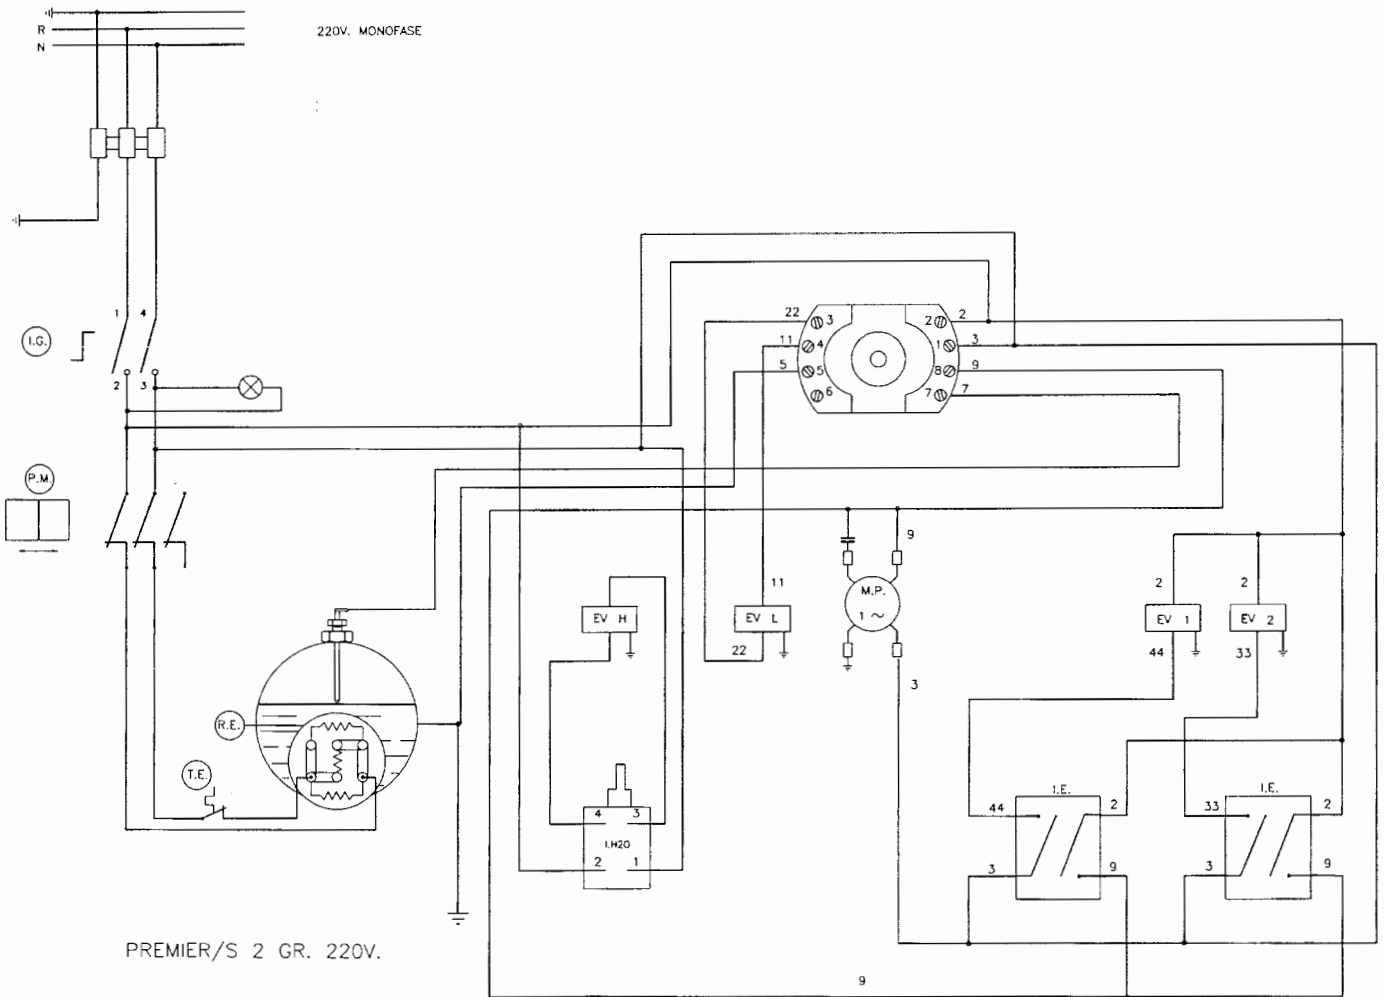 220V. MONOFASE
R
N
1 4
I.G.
2 3
P.M.
22 3 2 2
11 4 1 3
5 5 8 9
6 7 7
9
11
M.P.
1 ~
2 2
EV H
EV L
EV 1
EV 2
22
44 33
3
R.E.
T.E.
I.E.
I.E.
44 2
33 2
4 3
I.H2O
2 1
3 9
3 9
PREMIER/S 2 GR. 220V.
9